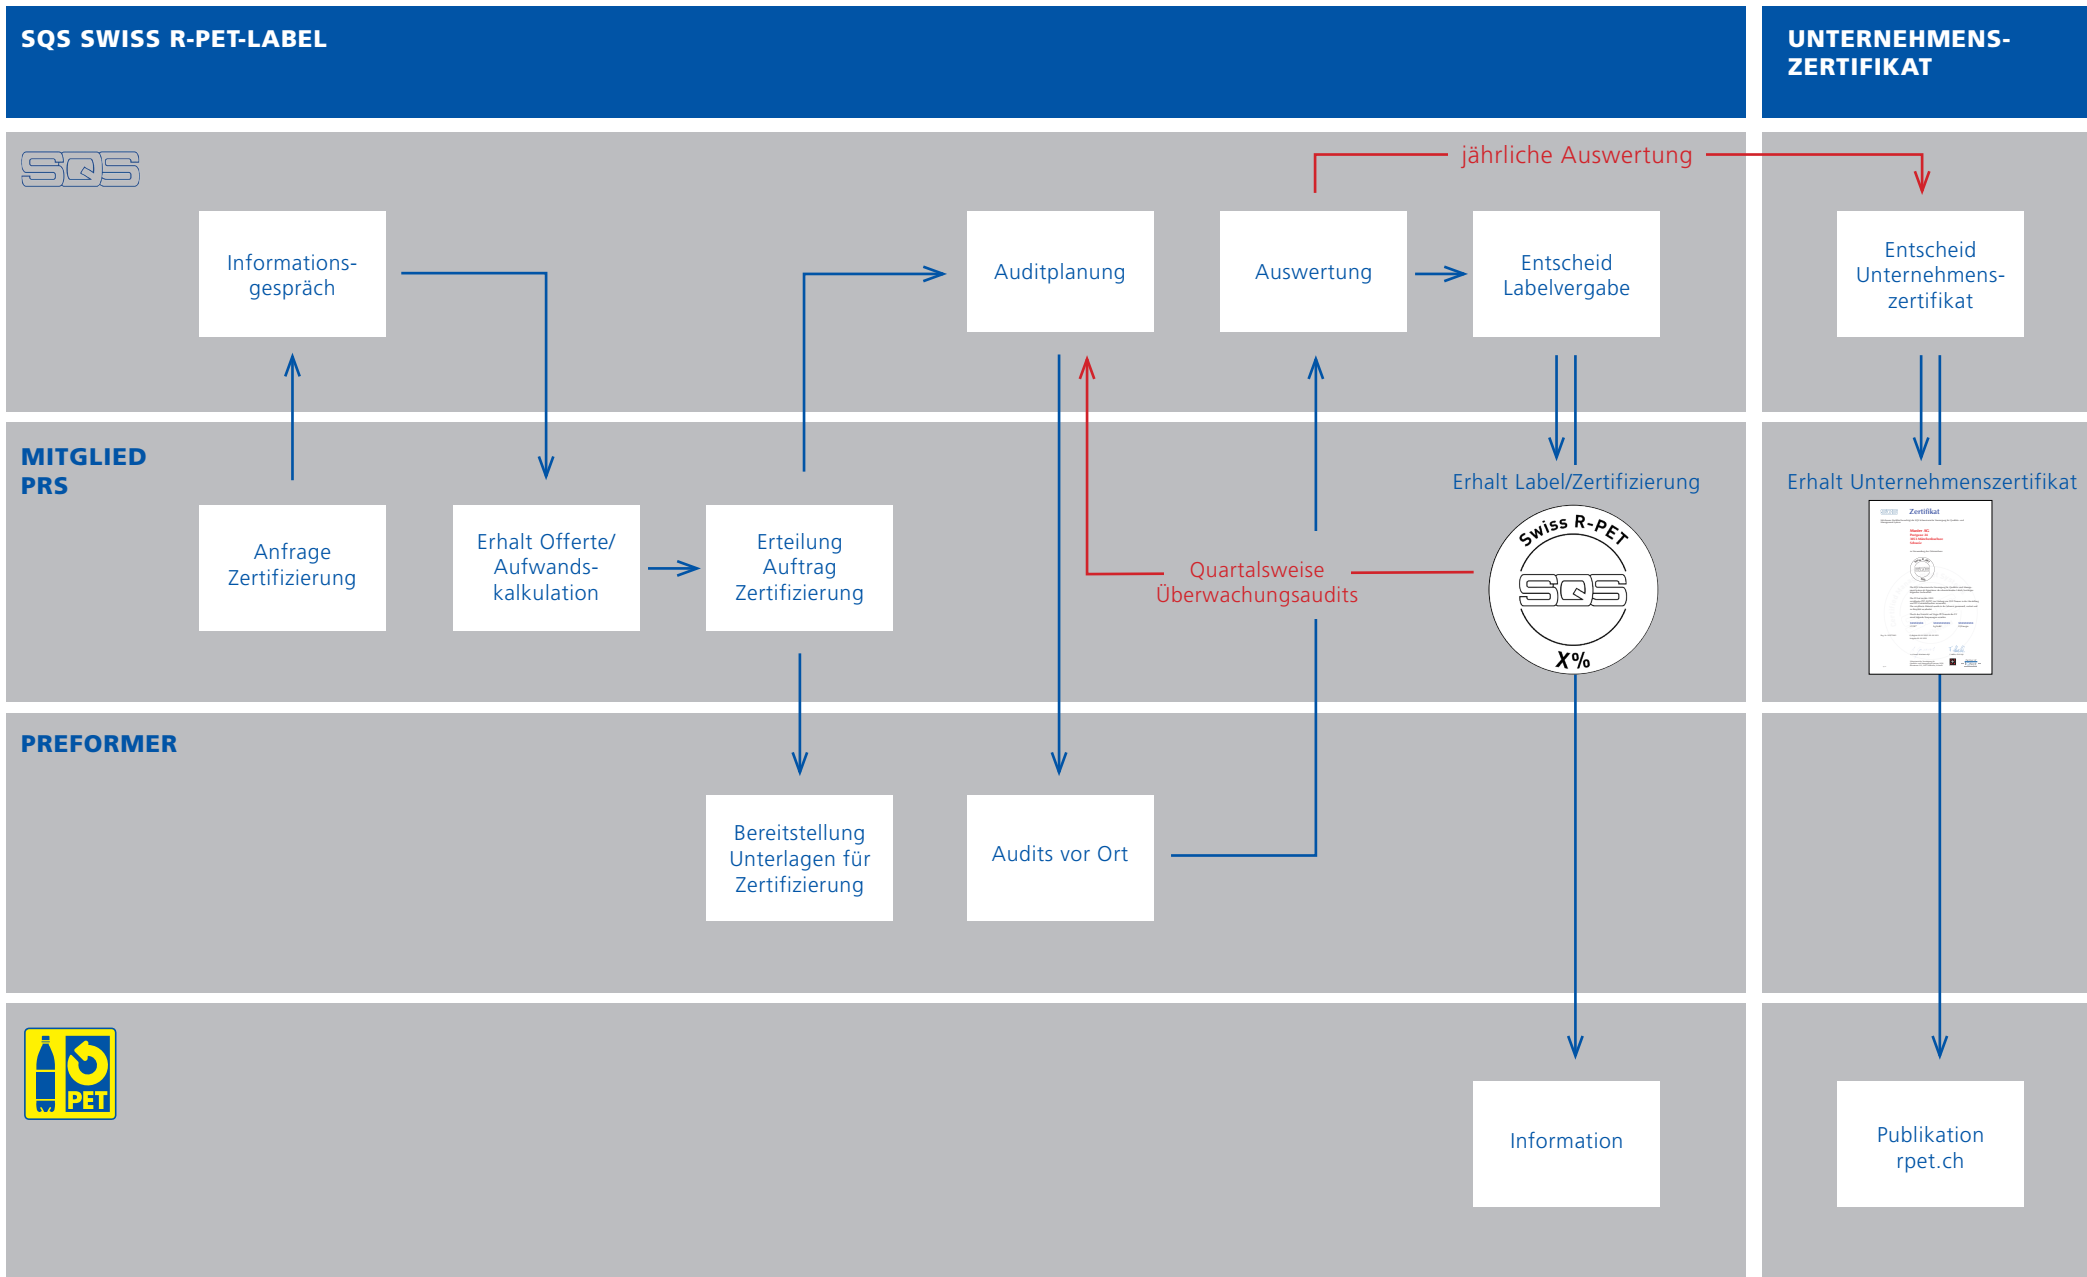 SQS SWISS R-PET-LABEL
UNTERNEHMENS-
ZERTIFIKAT
SQS
jährliche Auswertung
Informations-
gespräch
Auditplanung
Auswertung
Entscheid
Labelvergabe
Entscheid
Unternehmens-
zertifikat
MITGLIED
PRS
Anfrage
Zertifizierung
Erhalt Offerte/
Aufwands-
kalkulation
Erteilung
Auftrag
Zertifizierung
Quartalsweise
Überwachungsaudits
Erhalt Label/Zertifizierung
Swiss R-PET
SQS
X%
Erhalt Unternehmenszertifikat
Zertifikat
PREFORMER
Bereitstellung
Unterlagen für
Zertifizierung
Audits vor Ort
PET
Information
Publikation
rpet.ch